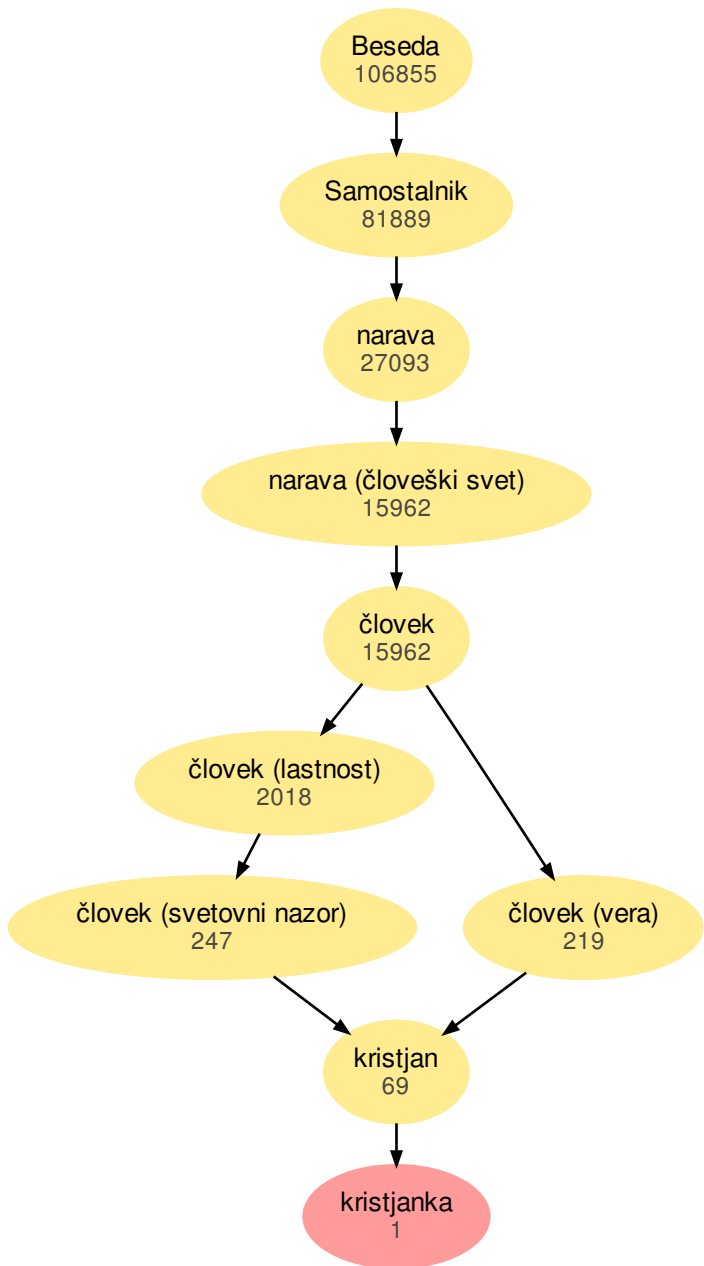 Beseda
106855
Samostalnik
81889
narava
27093
narava (človeški svet)
15962
človek
15962
človek (lastnost)
2018
človek (svetovni nazor)
247
človek (vera)
219
kristjan
69
kristjanka
1